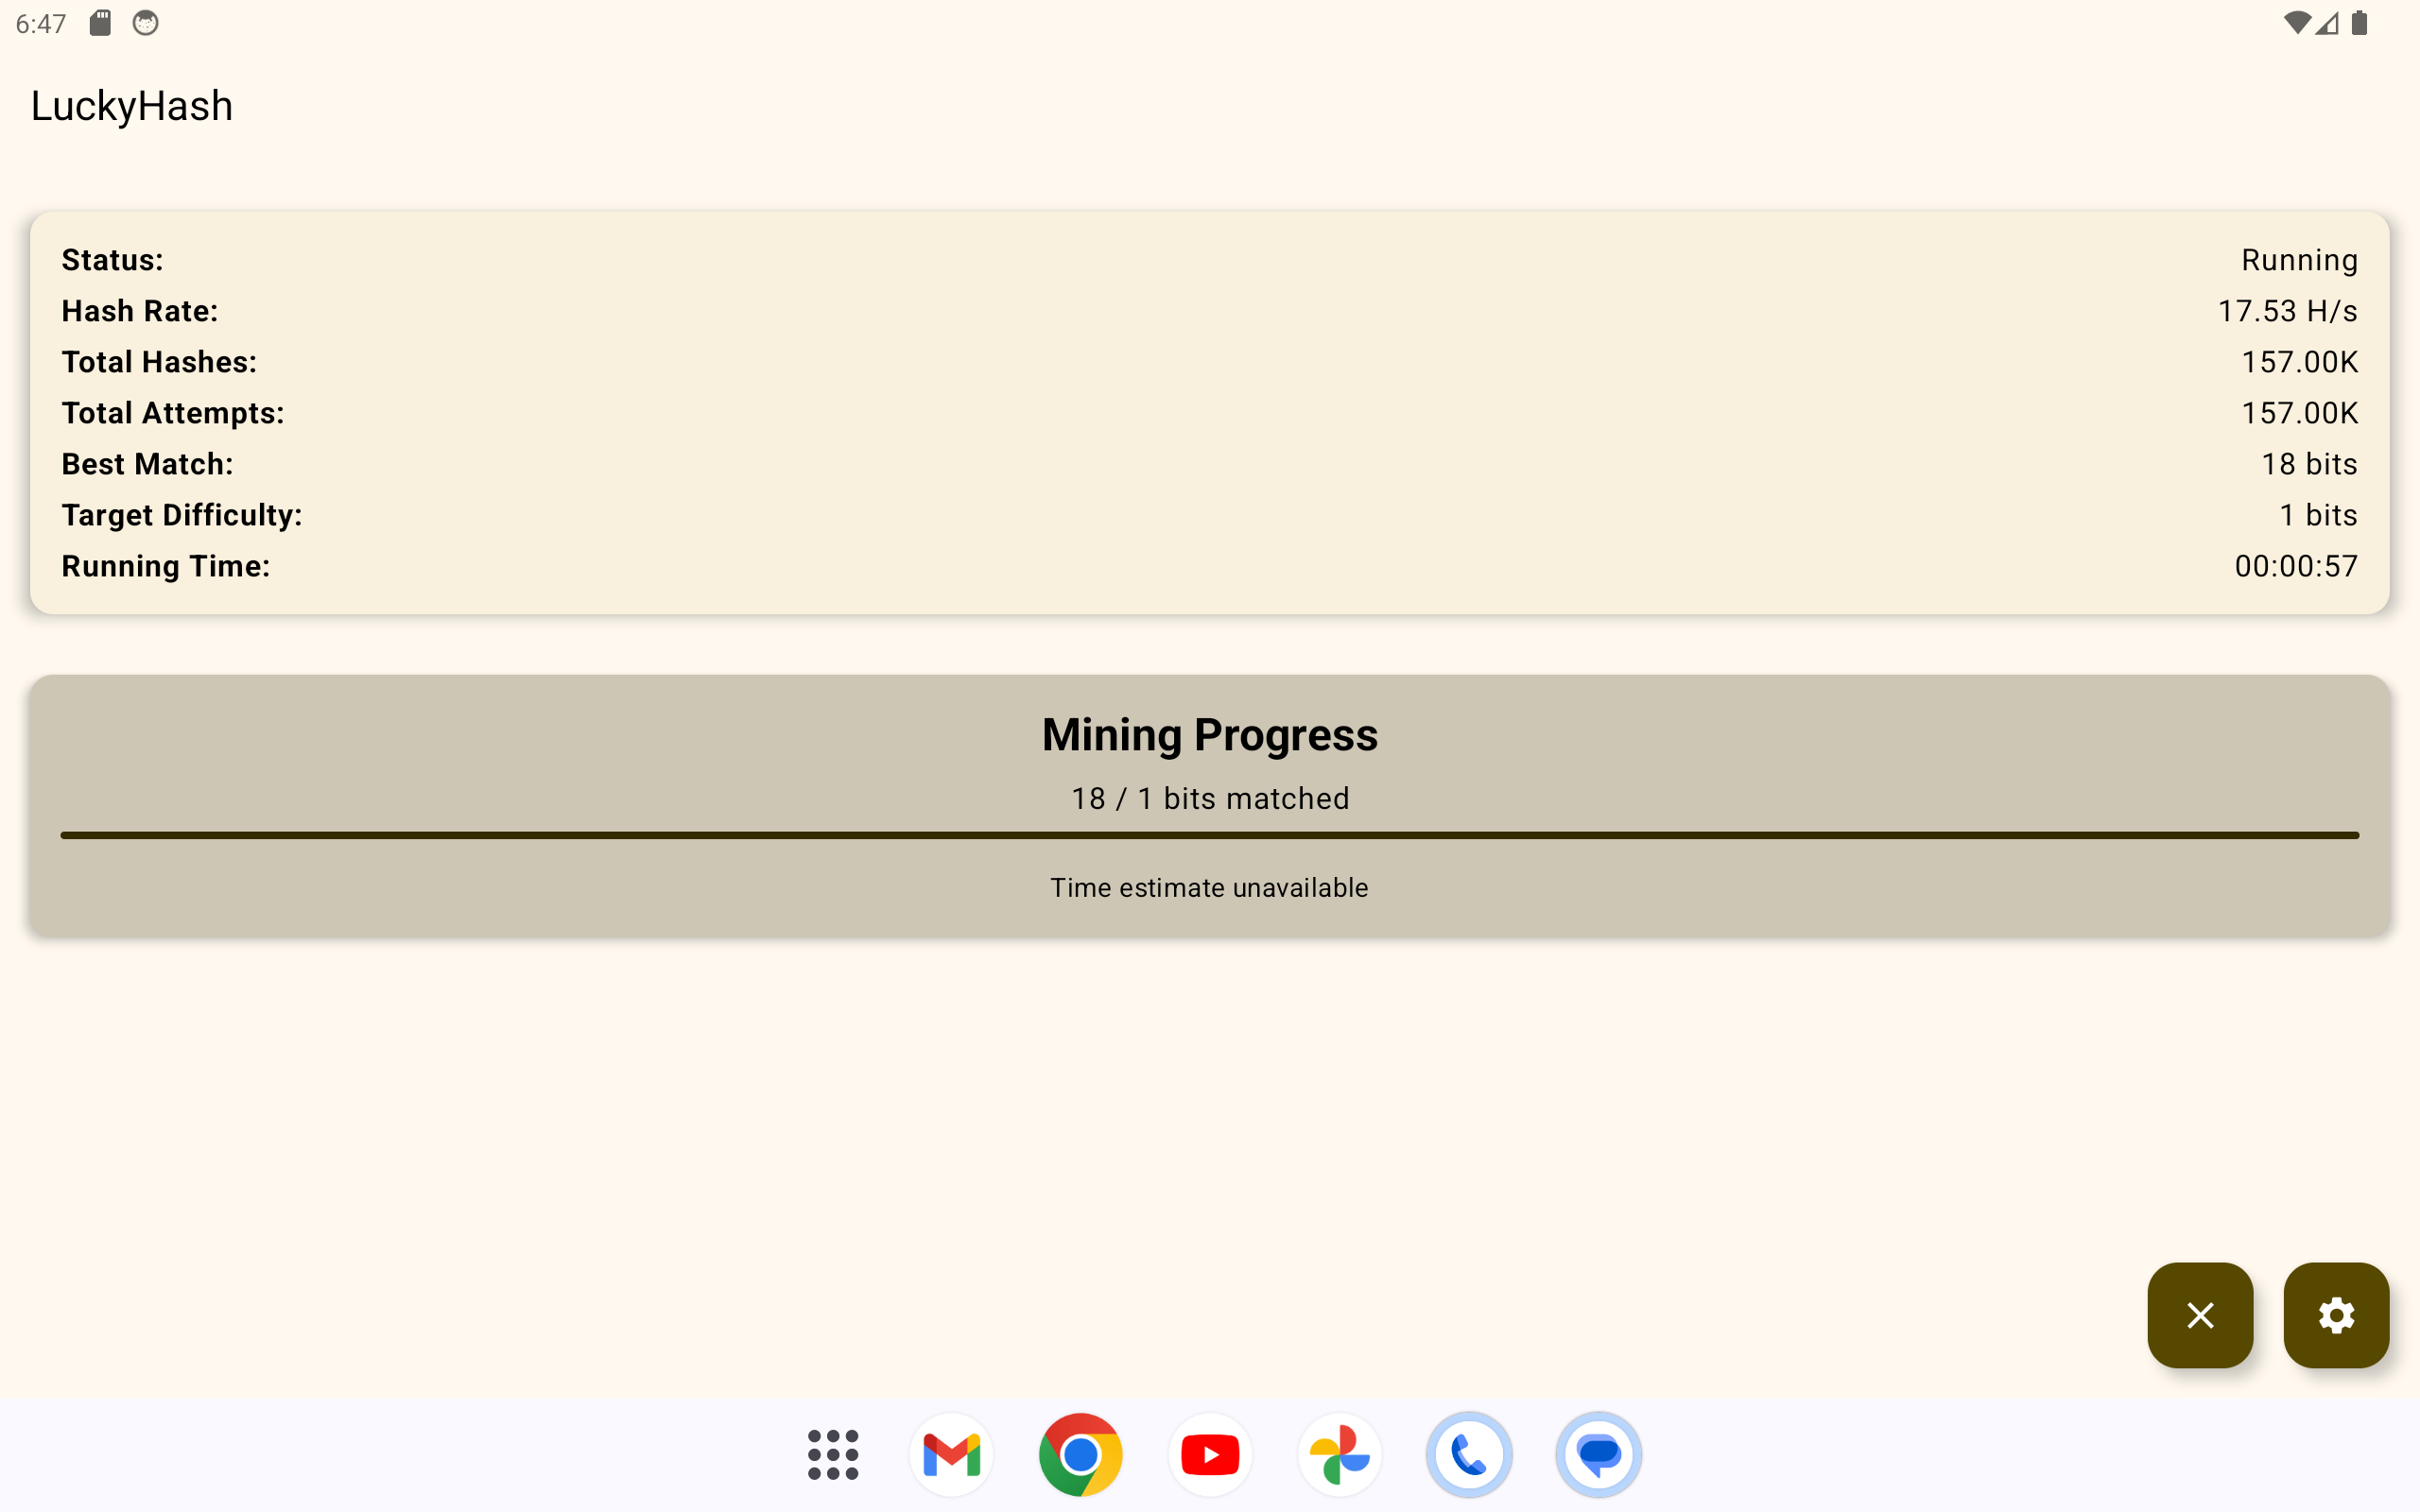 6:47
LuckyHash
Status: Running
Hash Rate: 17.53 H/s
Total Hashes: 157.00K
Total Attempts: 157.00K
Best Match: 18 bits
Target Difficulty: 1 bits
Running Time: 00:00:57
Mining Progress
18 / 1 bits matched
Time estimate unavailable